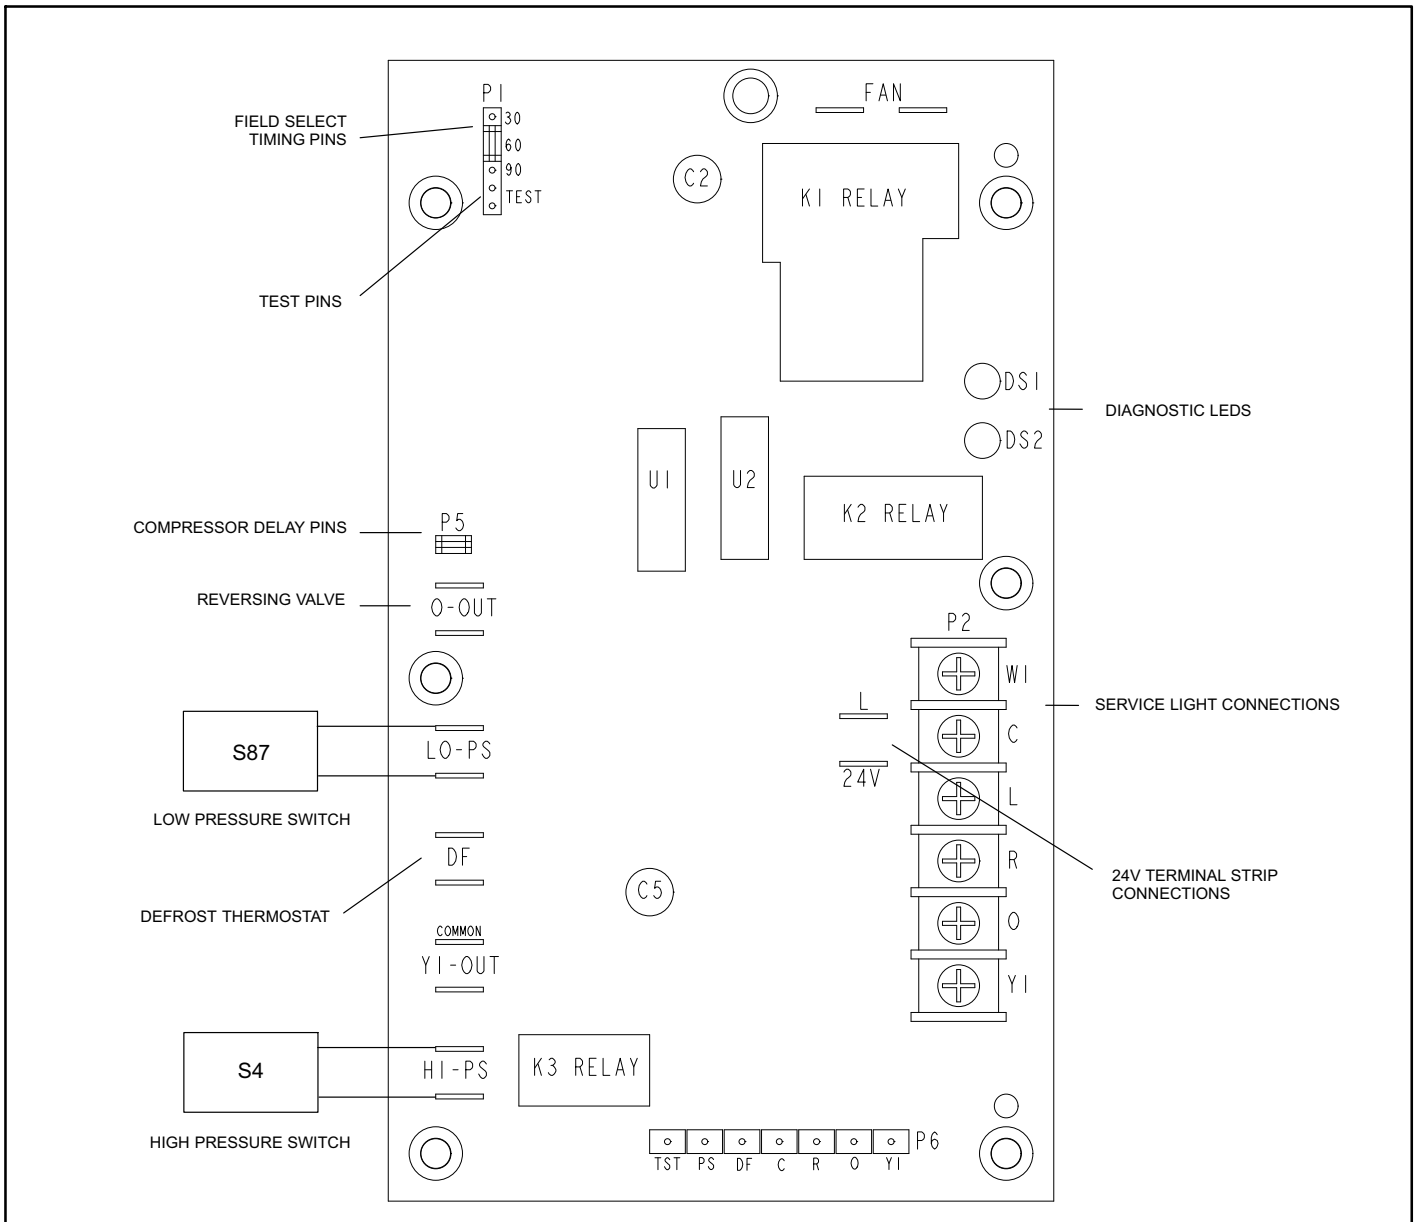 P1
FAN
30
FIELD SELECT
TIMING PINS
60
90
TEST
C2
K1 RELAY
TEST PINS
DS1
DIAGNOSTIC LEDS
DS2
U1
U2
K2 RELAY
COMPRESSOR DELAY PINS
P5
REVERSING VALVE
O-OUT
P2
W1
L
SERVICE LIGHT CONNECTIONS
C
S87
LO-PS
24V
L
LOW PRESSURE SWITCH
DF
R
24V TERMINAL STRIP
CONNECTIONS
C5
DEFROST THERMOSTAT
O
COMMON
Y1-OUT
Y1
S4
HI-PS
K3 RELAY
HIGH PRESSURE SWITCH
P6
TST PS DF C R O Y1